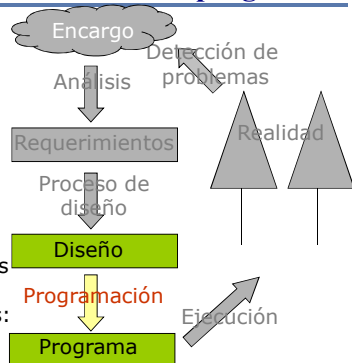 Encargo
Detección de
problemas
Análisis
Requerimientos
Realidad
Proceso de
diseño
Diseño
s
Programación
s:
Ejecución
Programa